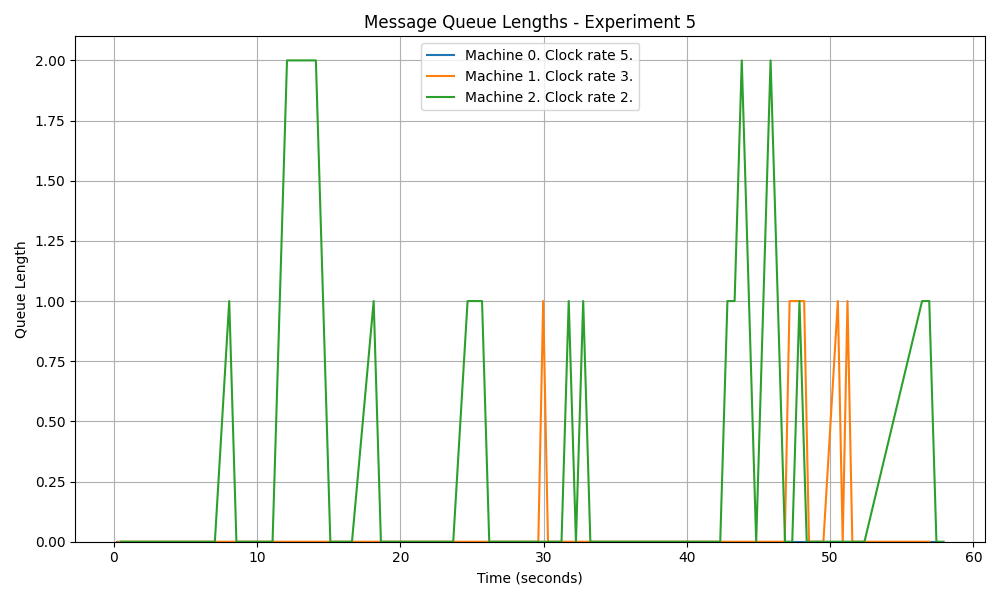 Message Queue Lengths - Experiment 5
Machine 0. Clock rate 5.
Machine 1. Clock rate 3.
Machine 2. Clock rate 2.
Queue Length
2.00
1.75
1.50
1.25
1.00
0.75
0.50
0.25
0.00
0 10 20 30 40 50 60
Time (seconds)